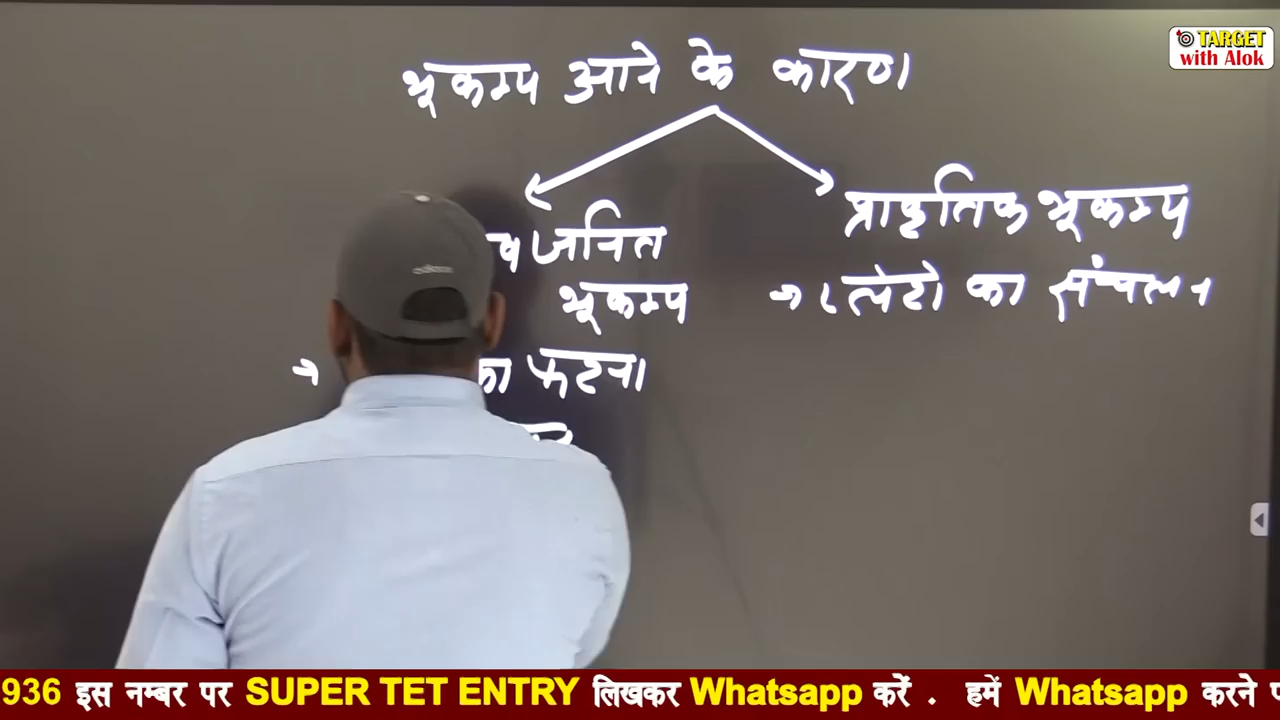 TARGET
with Alok
भूकम्प आने के कारण
जनित
भूकम्प
प्राकृतिक भूकम्प
→ प्लेटो का संचलन
→ का फटना
936 इस नम्बर पर SUPER TET ENTRY लिखकर Whatsapp करें . हमें Whatsapp करने